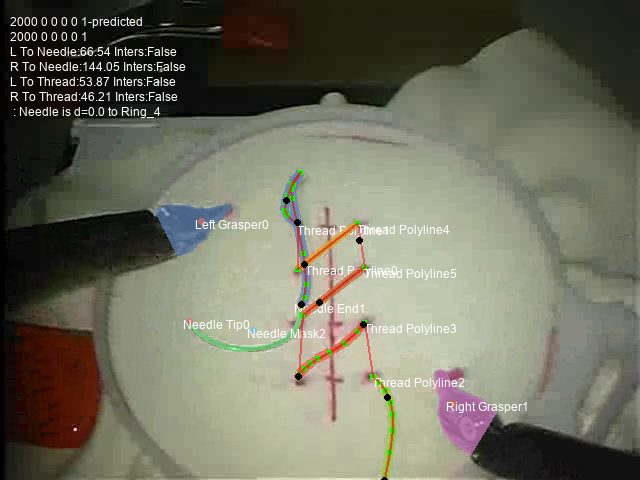 2000 0 0 0 0 1-predicted
2000 0 0 0 0 1
L To Needle:66.54 Inters:False
R To Needle:144.05 Inters:False
L To Thread:53.87 Inters:False
R To Thread:46.21 Inters:False
: Needle is d=0.0 to Ring_4
Left Grasper0
Thread Polyline1
Thread Polyline4
Thread Polyline0
Thread Polyline5
Needle End1
Needle Tip0
Needle Mask2
Thread Polyline3
Thread Polyline2
Right Grasper1